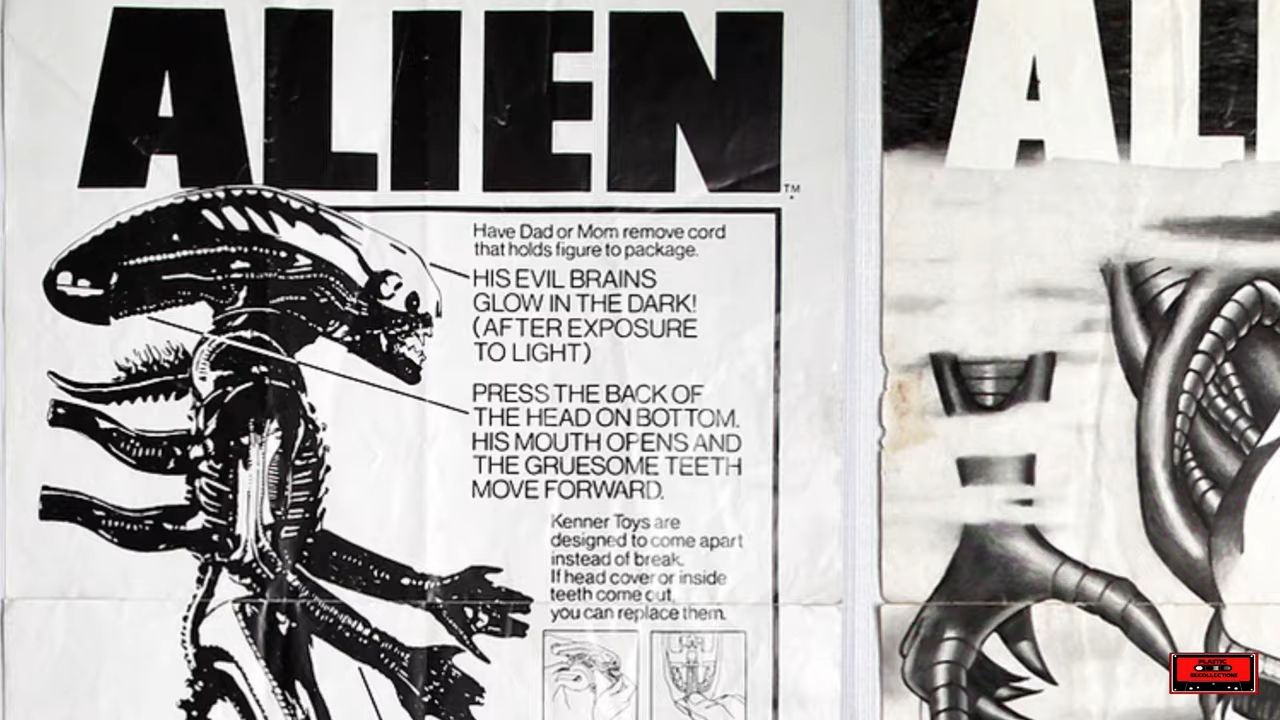 ALIEN
TM
Have Dad or Mom remove cord
that holds figure to package.
HIS EVIL BRAINS
GLOW IN THE DARK!
(AFTER EXPOSURE
TO LIGHT)
PRESS THE BACK OF
THE HEAD ON BOTTOM.
HIS MOUTH OPENS AND
THE GRUESOME TEETH
MOVE FORWARD.
Kenner Toys are
designed to come apart
instead of break.
If head cover or inside
teeth come out,
you can replace them.
ALI
PLASTIC
RECOLLECTIONS